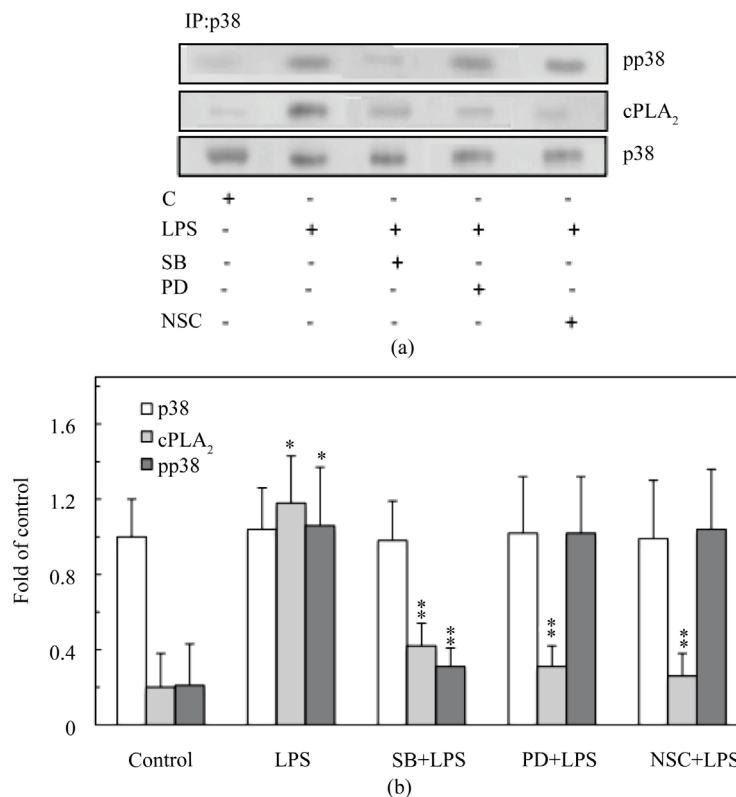 IP:p38
pp38
cPLA₂
p38
C + - - - -
LPS - + + + +
SB - - + - -
PD - - - + -
NSC - - - - +
(a)
p38
cPLA₂
pp38
Fold of control
1.6
1.2
0.8
0.4
0
* *
** **
**
**
Control LPS SB+LPS PD+LPS NSC+LPS
(b)